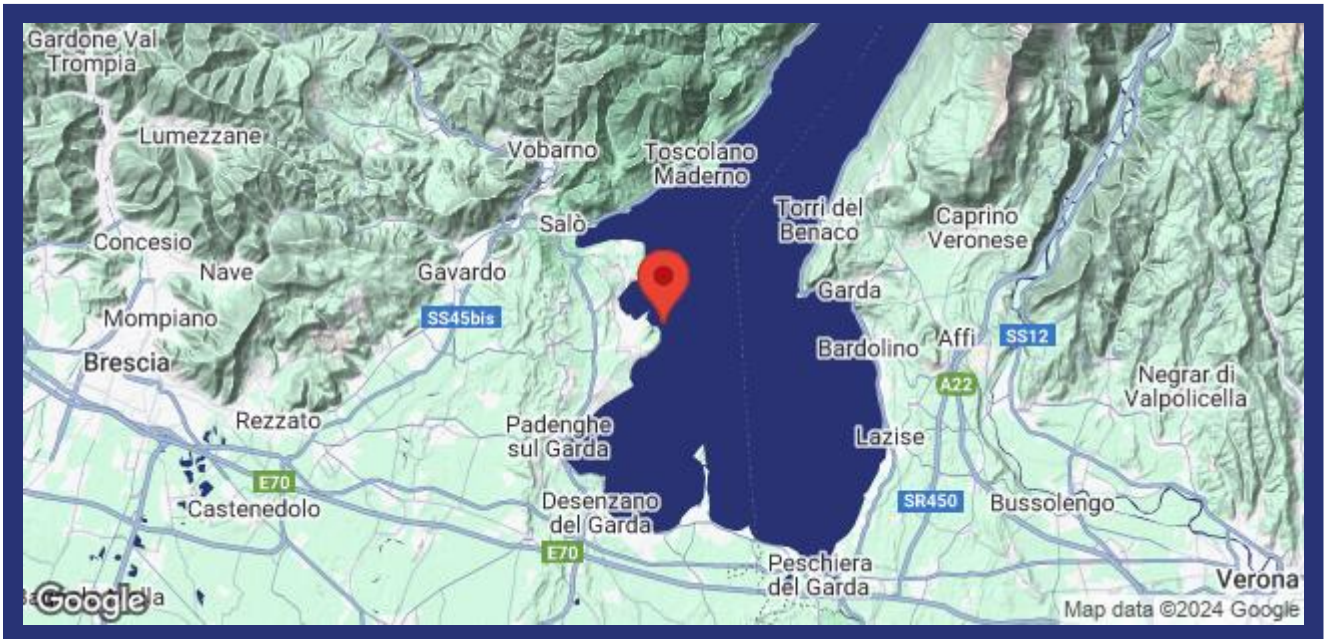 Gardone Val
Trompia
Lumezzane
Vobarno
Toscolano
Maderno
Salò
Torri del
Benaco
Caprino
Veronese
Concesio
Nave
Gavardo
Garda
Mompiano
SS45bis
Bardolino
Affi
SS12
Brescia
A22
Negrar di
Valpolicella
Rezzato
Padenghe
sul Garda
Lazise
E70
Castenedolo
Desenzano
del Garda
SR450
Bussolengo
E70
Peschiera
del Garda
Verona
Google
Map data ©2024 Google